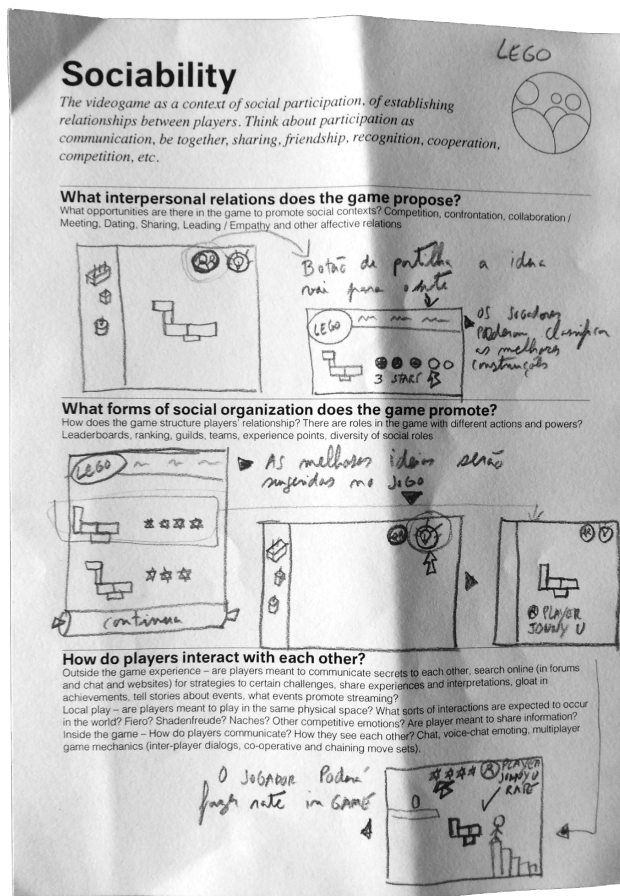 LEGO
Sociability
The videogame as a context of social participation, of establishing
relationships between players. Think about participation as
communication, be together, sharing, friendship, recognition, cooperation,
competition, etc.
What interpersonal relations does the game propose?
What opportunities are there in the game to promote social contexts? Competition, confrontation, collaboration /
Meeting, Dating, Sharing, Leading / Empathy and other affective relations
Botão de partilha a ideia
vai para o site
LEGO
3 STARS
OS JOGADORES
PODERAM classificar
as melhores
construções
What forms of social organization does the game promote?
How does the game structure players' relationship? There are roles in the game with different actions and powers?
Leaderboards, ranking, guilds, teams, experience points, diversity of social roles
LEGO
AS melhores ideias serão
sugeridas no JOGO
continua
PLAYER
JONNY U
How do players interact with each other?
Outside the game experience – are players meant to communicate secrets to each other, search online (in forums
and chat and websites) for strategies to certain challenges, share experiences and interpretations, gloat in
achievements, tell stories about events, what events promote streaming?
Local play – are players meant to play in the same physical space? What sorts of interactions are expected to occur
in the world? Fiero? Shadenfreude? Naches? Other competitive emotions? Are player meant to share information?
Inside the game – How do players communicate? How they see each other? Chat, voice-chat emoting, multiplayer
game mechanics (inter-player dialogs, co-operative and chaining move sets).
O JOGADOR Poderá
fazer rate in GAME
PLAYER
JONNY U
RATE